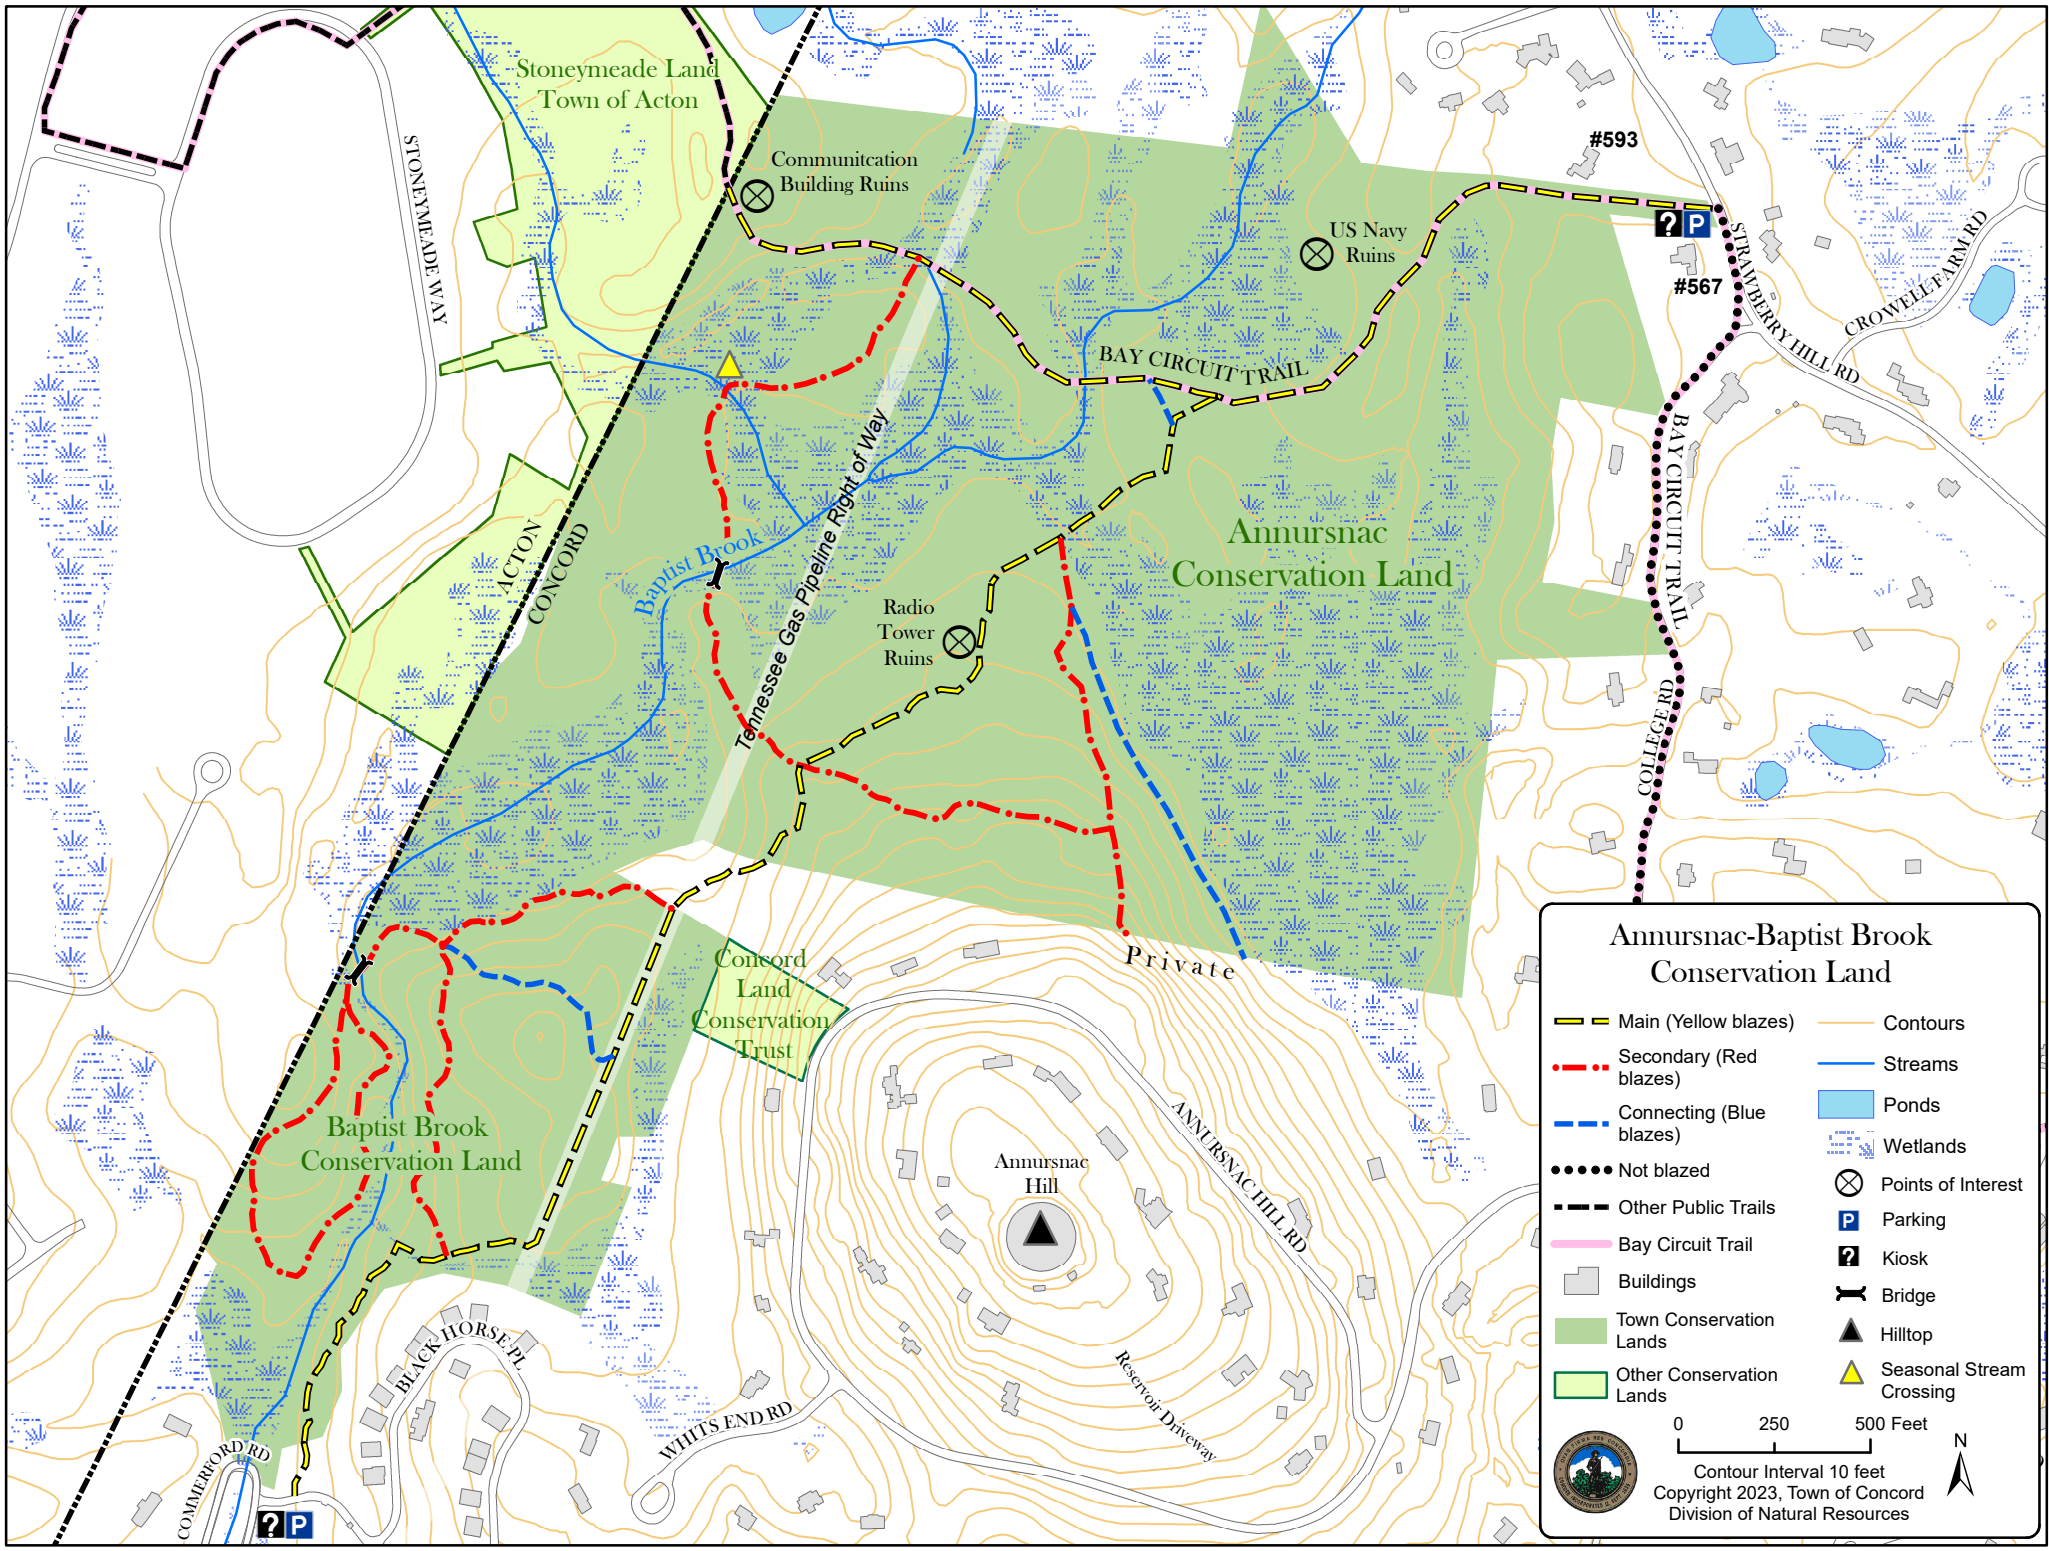 Stoneymeade Land
Town of Acton
STONEYMEADE WAY
Communitcation
Building Ruins
#593
US Navy
Ruins
?
P
#567
STRAWBERRY HILL RD
CROWELL FARM RD
BAY CIRCUIT TRAIL
BAY CIRCUIT TRAIL
Tennessee Gas Pipeline Right of Way
ACTON
CONCORD
Baptist Brook
Annursnac
Conservation Land
Radio
Tower
Ruins
COLLEGE RD
Private
Concord
Land
Conservation
Trust
Baptist Brook
Conservation Land
ANNURSNAC HILL RD
Annursnac
Hill
Reservoir Driveway
BLACK HORSE PL
WHITS END RD
COMMERFORD RD
?
P
Annursnac-Baptist Brook
Conservation Land
Main (Yellow blazes)
Secondary (Red
blazes)
Connecting (Blue
blazes)
Not blazed
Other Public Trails
Bay Circuit Trail
Buildings
Town Conservation
Lands
Other Conservation
Lands
Contours
Streams
Ponds
Wetlands
Points of Interest
P
Parking
?
Kiosk
Bridge
Hilltop
Seasonal Stream
Crossing
0 250 500 Feet
N
Contour Interval 10 feet
Copyright 2023, Town of Concord
Division of Natural Resources